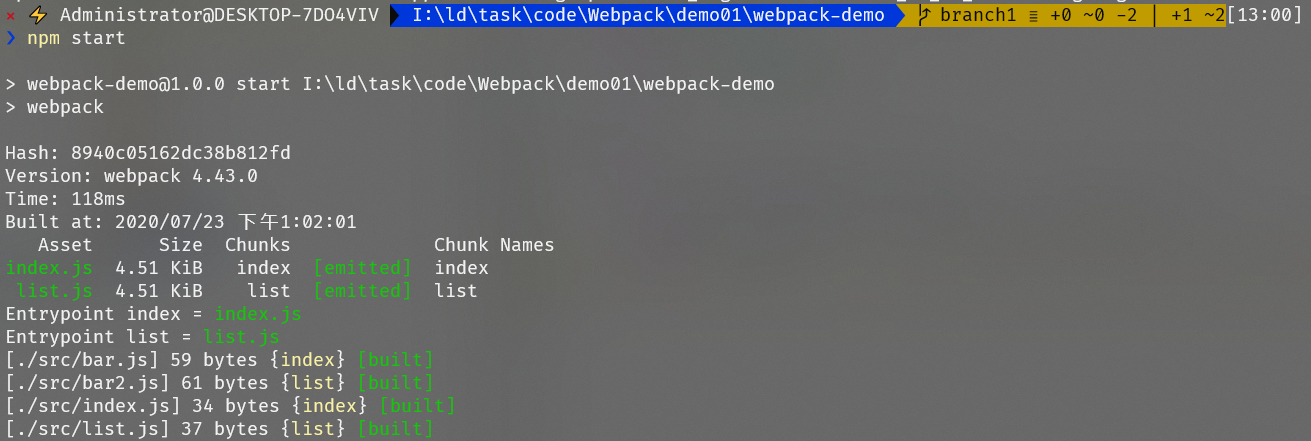 × ⚡ Administrator@DESKTOP-7DO4VIV I:\ld\task\code\Webpack\demo01\webpack-demo branch1 ≡ +0 ~0 -2 | +1 ~2[13:00]
❯ npm start
> webpack-demo@1.0.0 start I:\ld\task\code\Webpack\demo01\webpack-demo
> webpack
Hash: 8940c05162dc38b812fd
Version: webpack 4.43.0
Time: 118ms
Built at: 2020/07/23 下午1:02:01
Asset Size Chunks Chunk Names
index.js 4.51 KiB index [emitted] index
list.js 4.51 KiB list [emitted] list
Entrypoint index = index.js
Entrypoint list = list.js
[./src/bar.js] 59 bytes {index} [built]
[./src/bar2.js] 61 bytes {list} [built]
[./src/index.js] 34 bytes {index} [built]
[./src/list.js] 37 bytes {list} [built]